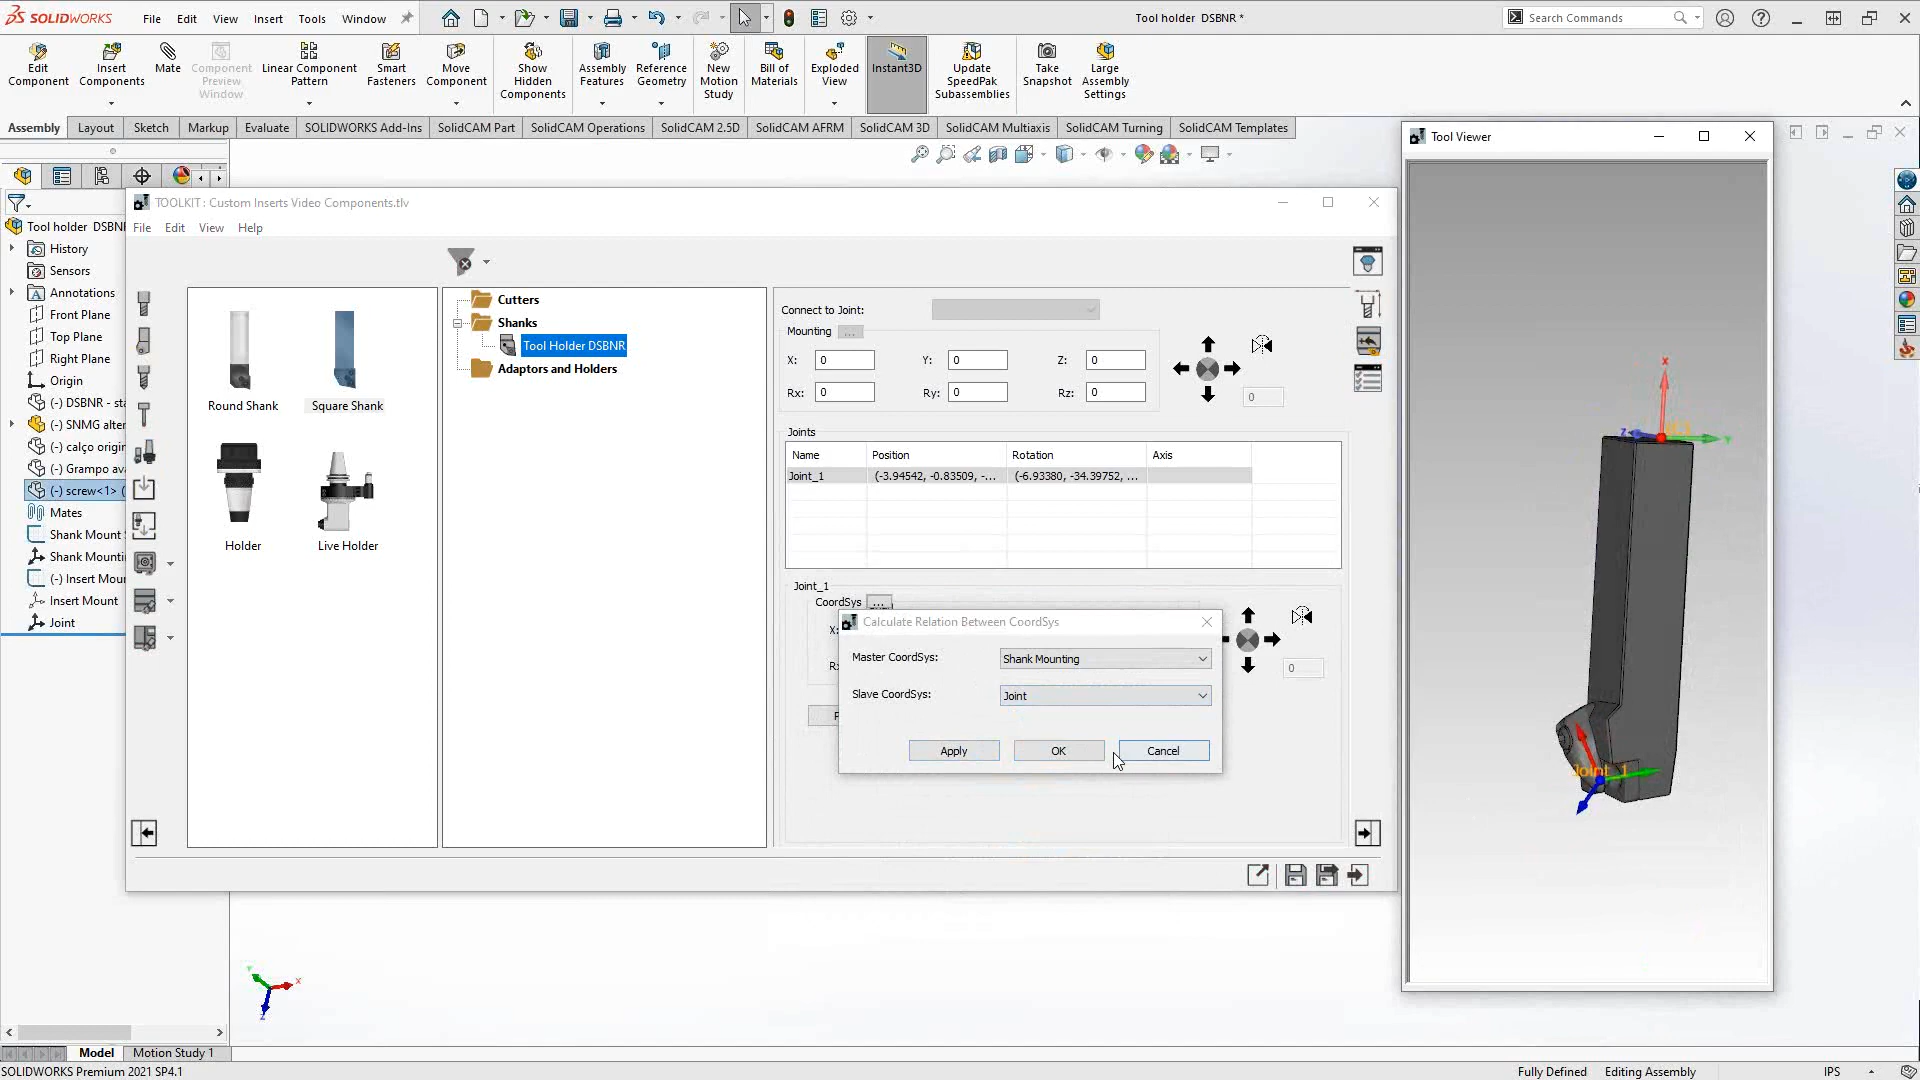 SOLIDWORKS
File Edit View Insert Tools Window
Tool holder DSBNR *
Search Commands
Edit Component
Insert Components
Mate
Component Preview Window
Linear Component Pattern
Smart Fasteners
Move Component
Show Hidden Components
Assembly Features
Reference Geometry
New Motion Study
Bill of Materials
Exploded View
Instant3D
Update SpeedPak Subassemblies
Take Snapshot
Large Assembly Settings
Assembly Layout Sketch Markup Evaluate SOLIDWORKS Add-Ins SolidCAM Part SolidCAM Operations SolidCAM 2.5D SolidCAM AFRM SolidCAM 3D SolidCAM Multiaxis SolidCAM Turning SolidCAM Templates
Tool holder DSBNR
History
Sensors
Annotations
Front Plane
Top Plane
Right Plane
Origin
(-) DSBNR - sta
(-) SNMG alter
(-) calço origin
(-) Grampo ava
(-) screw<1> (
Mates
Shank Mount
Shank Mounti
(-) Insert Moun
Insert Mount
Joint
TOOLKIT : Custom Inserts Video Components.tlv
File Edit View Help
Round Shank
Square Shank
Holder
Live Holder
Cutters
Shanks
Tool Holder DSBNR
Adaptors and Holders
Connect to Joint:
Mounting ...
X: 0 Y: 0 Z: 0
Rx: 0 Ry: 0 Rz: 0
0
Joints
Name Position Rotation Axis
Joint_1 (-3.94542, -0.83509, -... (-6.93380, -34.39752, ...
Joint_1
CoordSys ...
X:
Rx
0
Calculate Relation Between CoordSys
Master CoordSys: Shank Mounting
Slave CoordSys: Joint
Apply OK Cancel
Tool Viewer
X
Z
Y
Joint_1
Y
X
Z
Model Motion Study 1
SOLIDWORKS Premium 2021 SP4.1
Fully Defined Editing Assembly IPS